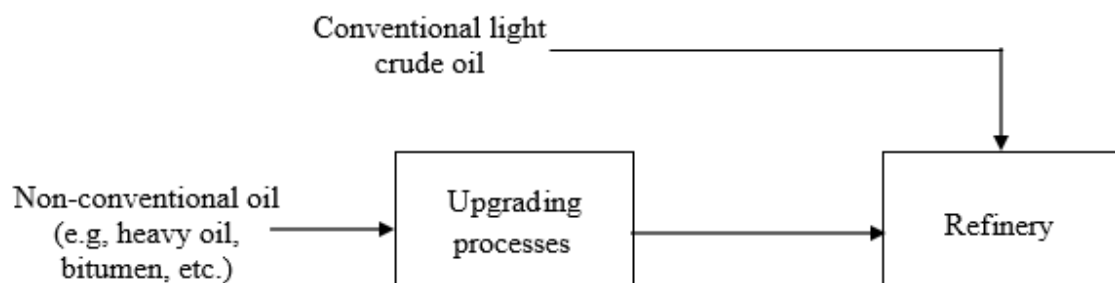 Conventional light
crude oil
Non-conventional oil
(e.g, heavy oil,
bitumen, etc.)
Upgrading
processes
Refinery